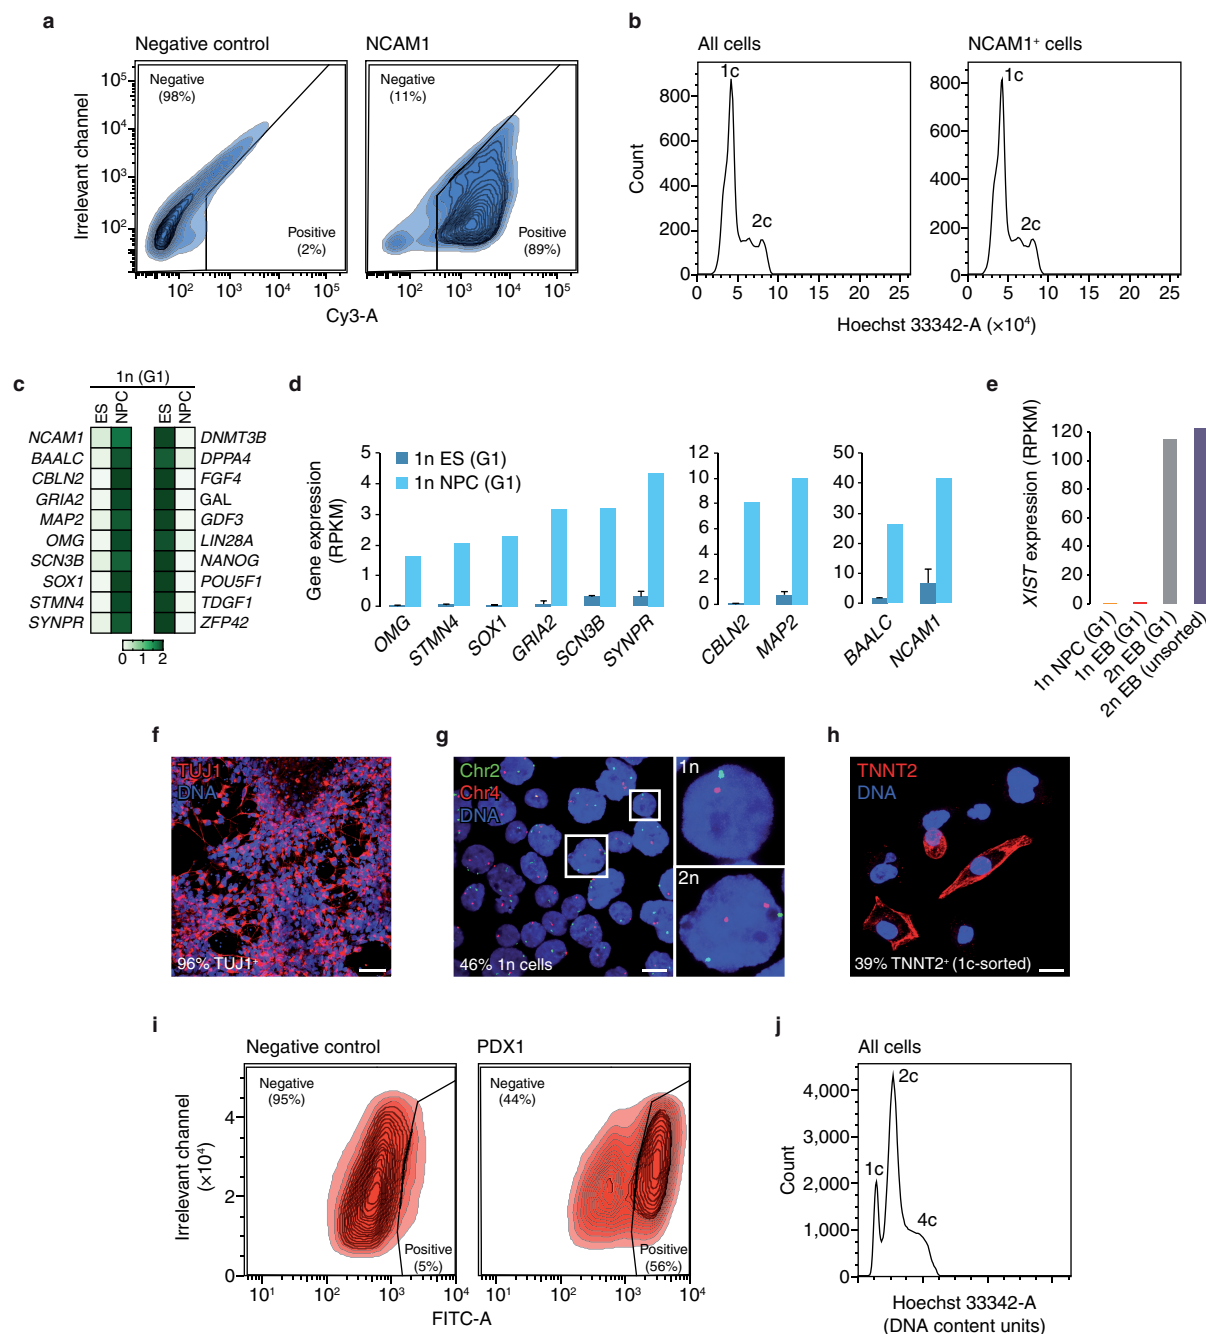 a
Negative control
NCAM1
Negative
(98%)
Negative
(11%)
Positive
(2%)
Positive
(89%)
Irrelevant channel
10⁵
10⁴
10³
10²
10² 10³ 10⁴ 10⁵
10² 10³ 10⁴ 10⁵
Cy3-A
b
All cells
NCAM1⁺ cells
1c
2c
1c
2c
Count
800
600
400
200
0
800
600
400
200
0
0 5 10 15 20 25
0 5 10 15 20 25
Hoechst 33342-A (×10⁴)
c
1n (G1)
ES NPC ES NPC
NCAM1 DNMT3B
BAALC DPPA4
CBLN2 FGF4
GRIA2 GAL
MAP2 GDF3
OMG LIN28A
SCN3B NANOG
SOX1 POU5F1
STMN4 TDGF1
SYNPR ZFP42
0 1 2
d
1n ES (G1)
1n NPC (G1)
Gene expression
(RPKM)
5
4
3
2
1
0
OMG STMN4 SOX1 GRIA2 SCN3B SYNPR
12
10
8
6
4
2
0
CBLN2 MAP2
50
40
30
20
10
0
BAALC NCAM1
e
XIST expression (RPKM)
120
100
80
60
40
20
0
1n NPC (G1)
1n EB (G1)
2n EB (G1)
2n EB (unsorted)
f
TUJ1
DNA
96% TUJ1⁺
g
Chr2
Chr4
DNA
46% 1n cells
1n
2n
h
TNNT2
DNA
39% TNNT2⁺ (1c-sorted)
i
Negative control
PDX1
Negative
(95%)
Negative
(44%)
Positive
(5%)
Positive
(56%)
Irrelevant channel
(×10⁴)
4
2
0
10¹ 10² 10³ 10⁴
10¹ 10² 10³ 10⁴
FITC-A
j
All cells
1c
2c
4c
Count
4,000
3,000
2,000
1,000
0
Hoechst 33342-A
(DNA content units)